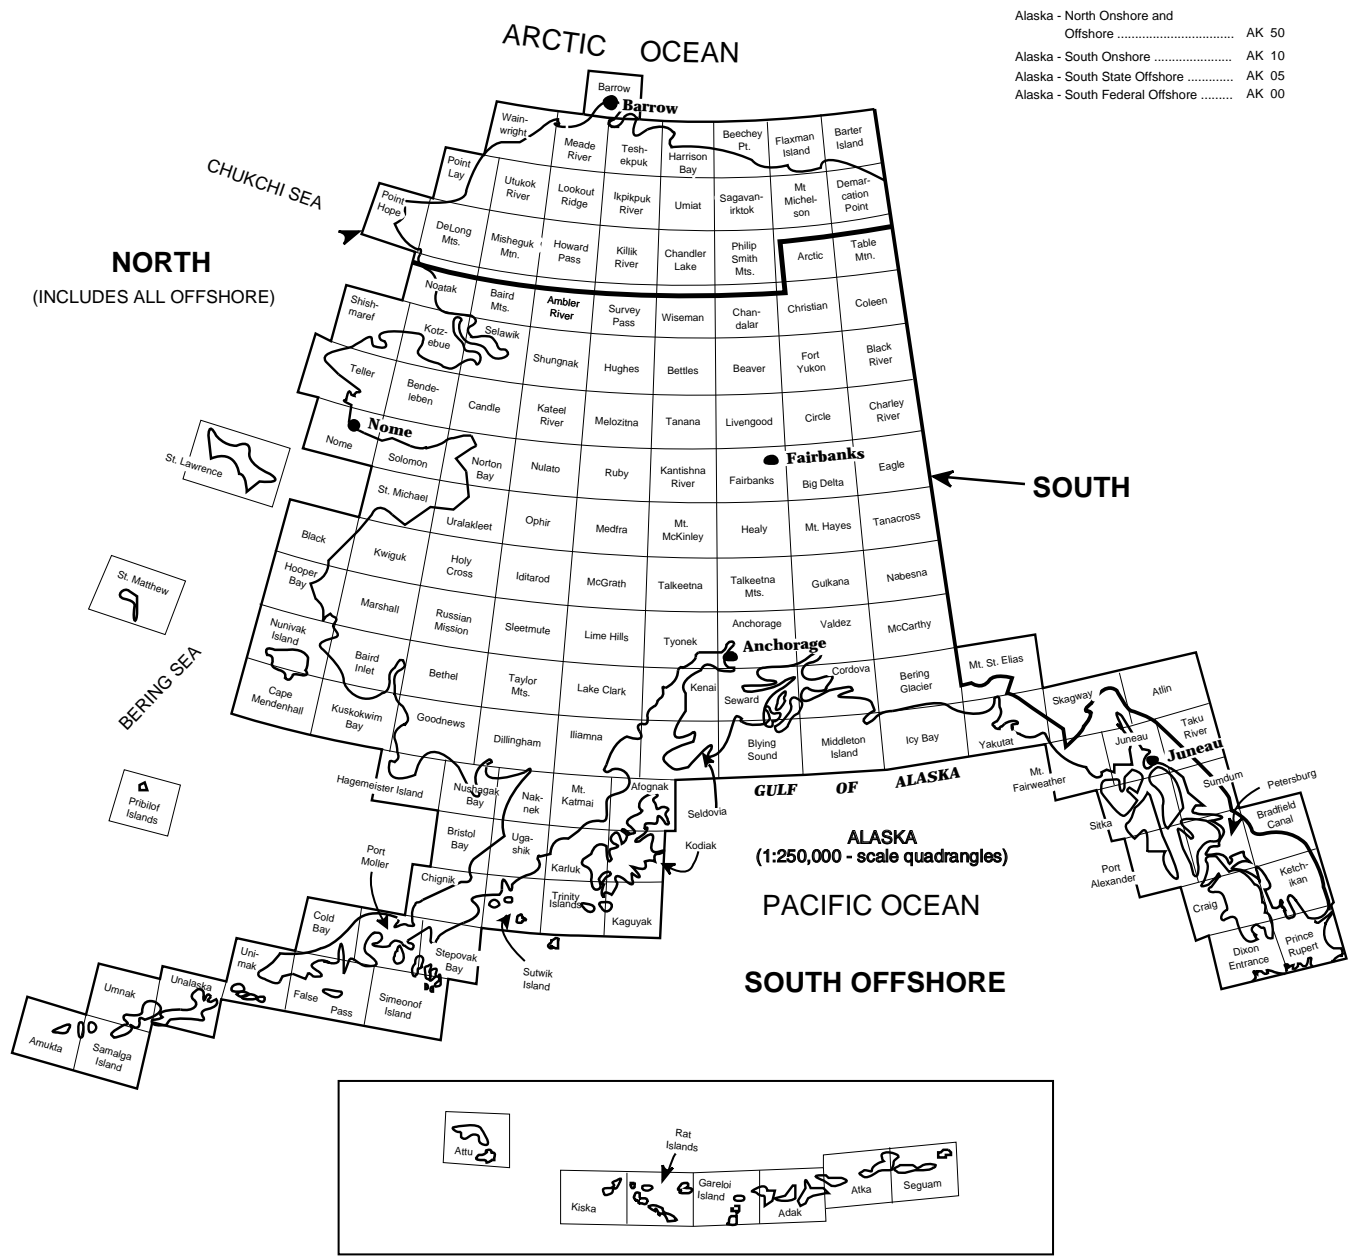 Alaska - North Onshore and
Offshore ................................ AK 50
Alaska - South Onshore ...................... AK 10
Alaska - South State Offshore ............. AK 05
Alaska - South Federal Offshore ......... AK 00
ARCTIC OCEAN
CHUKCHI SEA
NORTH
(INCLUDES ALL OFFSHORE)
Barrow
Barrow
Wain-
wright
Meade
River
Tesh-
ekpuk
Harrison
Bay
Beechey
Pt.
Flaxman
Island
Barter
Island
Point
Lay
Utukok
River
Lookout
Ridge
Ikpikpuk
River
Umiat
Sagavan-
irktok
Mt
Michel-
son
Demar-
cation
Point
Point
Hope
DeLong
Mts.
Misheguk
Mtn.
Howard
Pass
Killik
River
Chandler
Lake
Philip
Smith
Mts.
Arctic
Table
Mtn.
Noatak
Baird
Mts.
Ambler
River
Survey
Pass
Wiseman
Chan-
dalar
Christian
Coleen
Shish-
maref
Kotz-
ebue
Selawik
Shungnak
Hughes
Bettles
Beaver
Fort
Yukon
Black
River
Teller
Bende-
leben
Candle
Kateel
River
Melozitna
Tanana
Livengood
Circle
Charley
River
Nome
Nome
Solomon
Norton
Bay
Nulato
Ruby
Kantishna
River
Fairbanks
Fairbanks
Big Delta
Eagle
SOUTH
St. Lawrence
St. Michael
Uralakleet
Ophir
Medfra
Mt.
McKinley
Healy
Mt. Hayes
Tanacross
Black
Kwiguk
Holy
Cross
Iditarod
McGrath
Talkeetna
Talkeetna
Mts.
Gulkana
Nabesna
St. Matthew
Hooper
Bay
Marshall
Russian
Mission
Sleetmute
Lime Hills
Tyonek
Anchorage
Anchorage
Valdez
McCarthy
Nunivak
Island
Baird
Inlet
Bethel
Taylor
Mts.
Lake Clark
Kenai
Seward
Cordova
Bering
Glacier
Mt. St. Elias
BERING SEA
Cape
Mendenhall
Kuskokwim
Bay
Goodnews
Dillingham
Iliamna
Blying
Sound
Middleton
Island
Icy Bay
Yakutat
Skagway
Atlin
Mt.
Fairweather
Juneau
Juneau
Taku
River
Pribilof
Islands
Hagemeister Island
Nushagak
Bay
Nak-
nek
Mt.
Katmai
Afognak
Seldovia
GULF OF ALASKA
Sitka
Sumdum
Petersburg
Bradfield
Canal
Bristol
Bay
Uga-
shik
Karluk
Kodiak
ALASKA
(1:250,000 - scale quadrangles)
Port
Moller
Chignik
Trinity
Islands
Kaguyak
PACIFIC OCEAN
Port
Alexander
Craig
Ketch-
ikan
Cold
Bay
Stepovak
Bay
Sutwik
Island
SOUTH OFFSHORE
Dixon
Entrance
Prince
Rupert
Uni-
mak
False
Pass
Simeonof
Island
Umnak
Unalaska
Amukta
Samalga
Island
Attu
Rat
Islands
Kiska
Gareloi
Island
Adak
Atka
Seguam